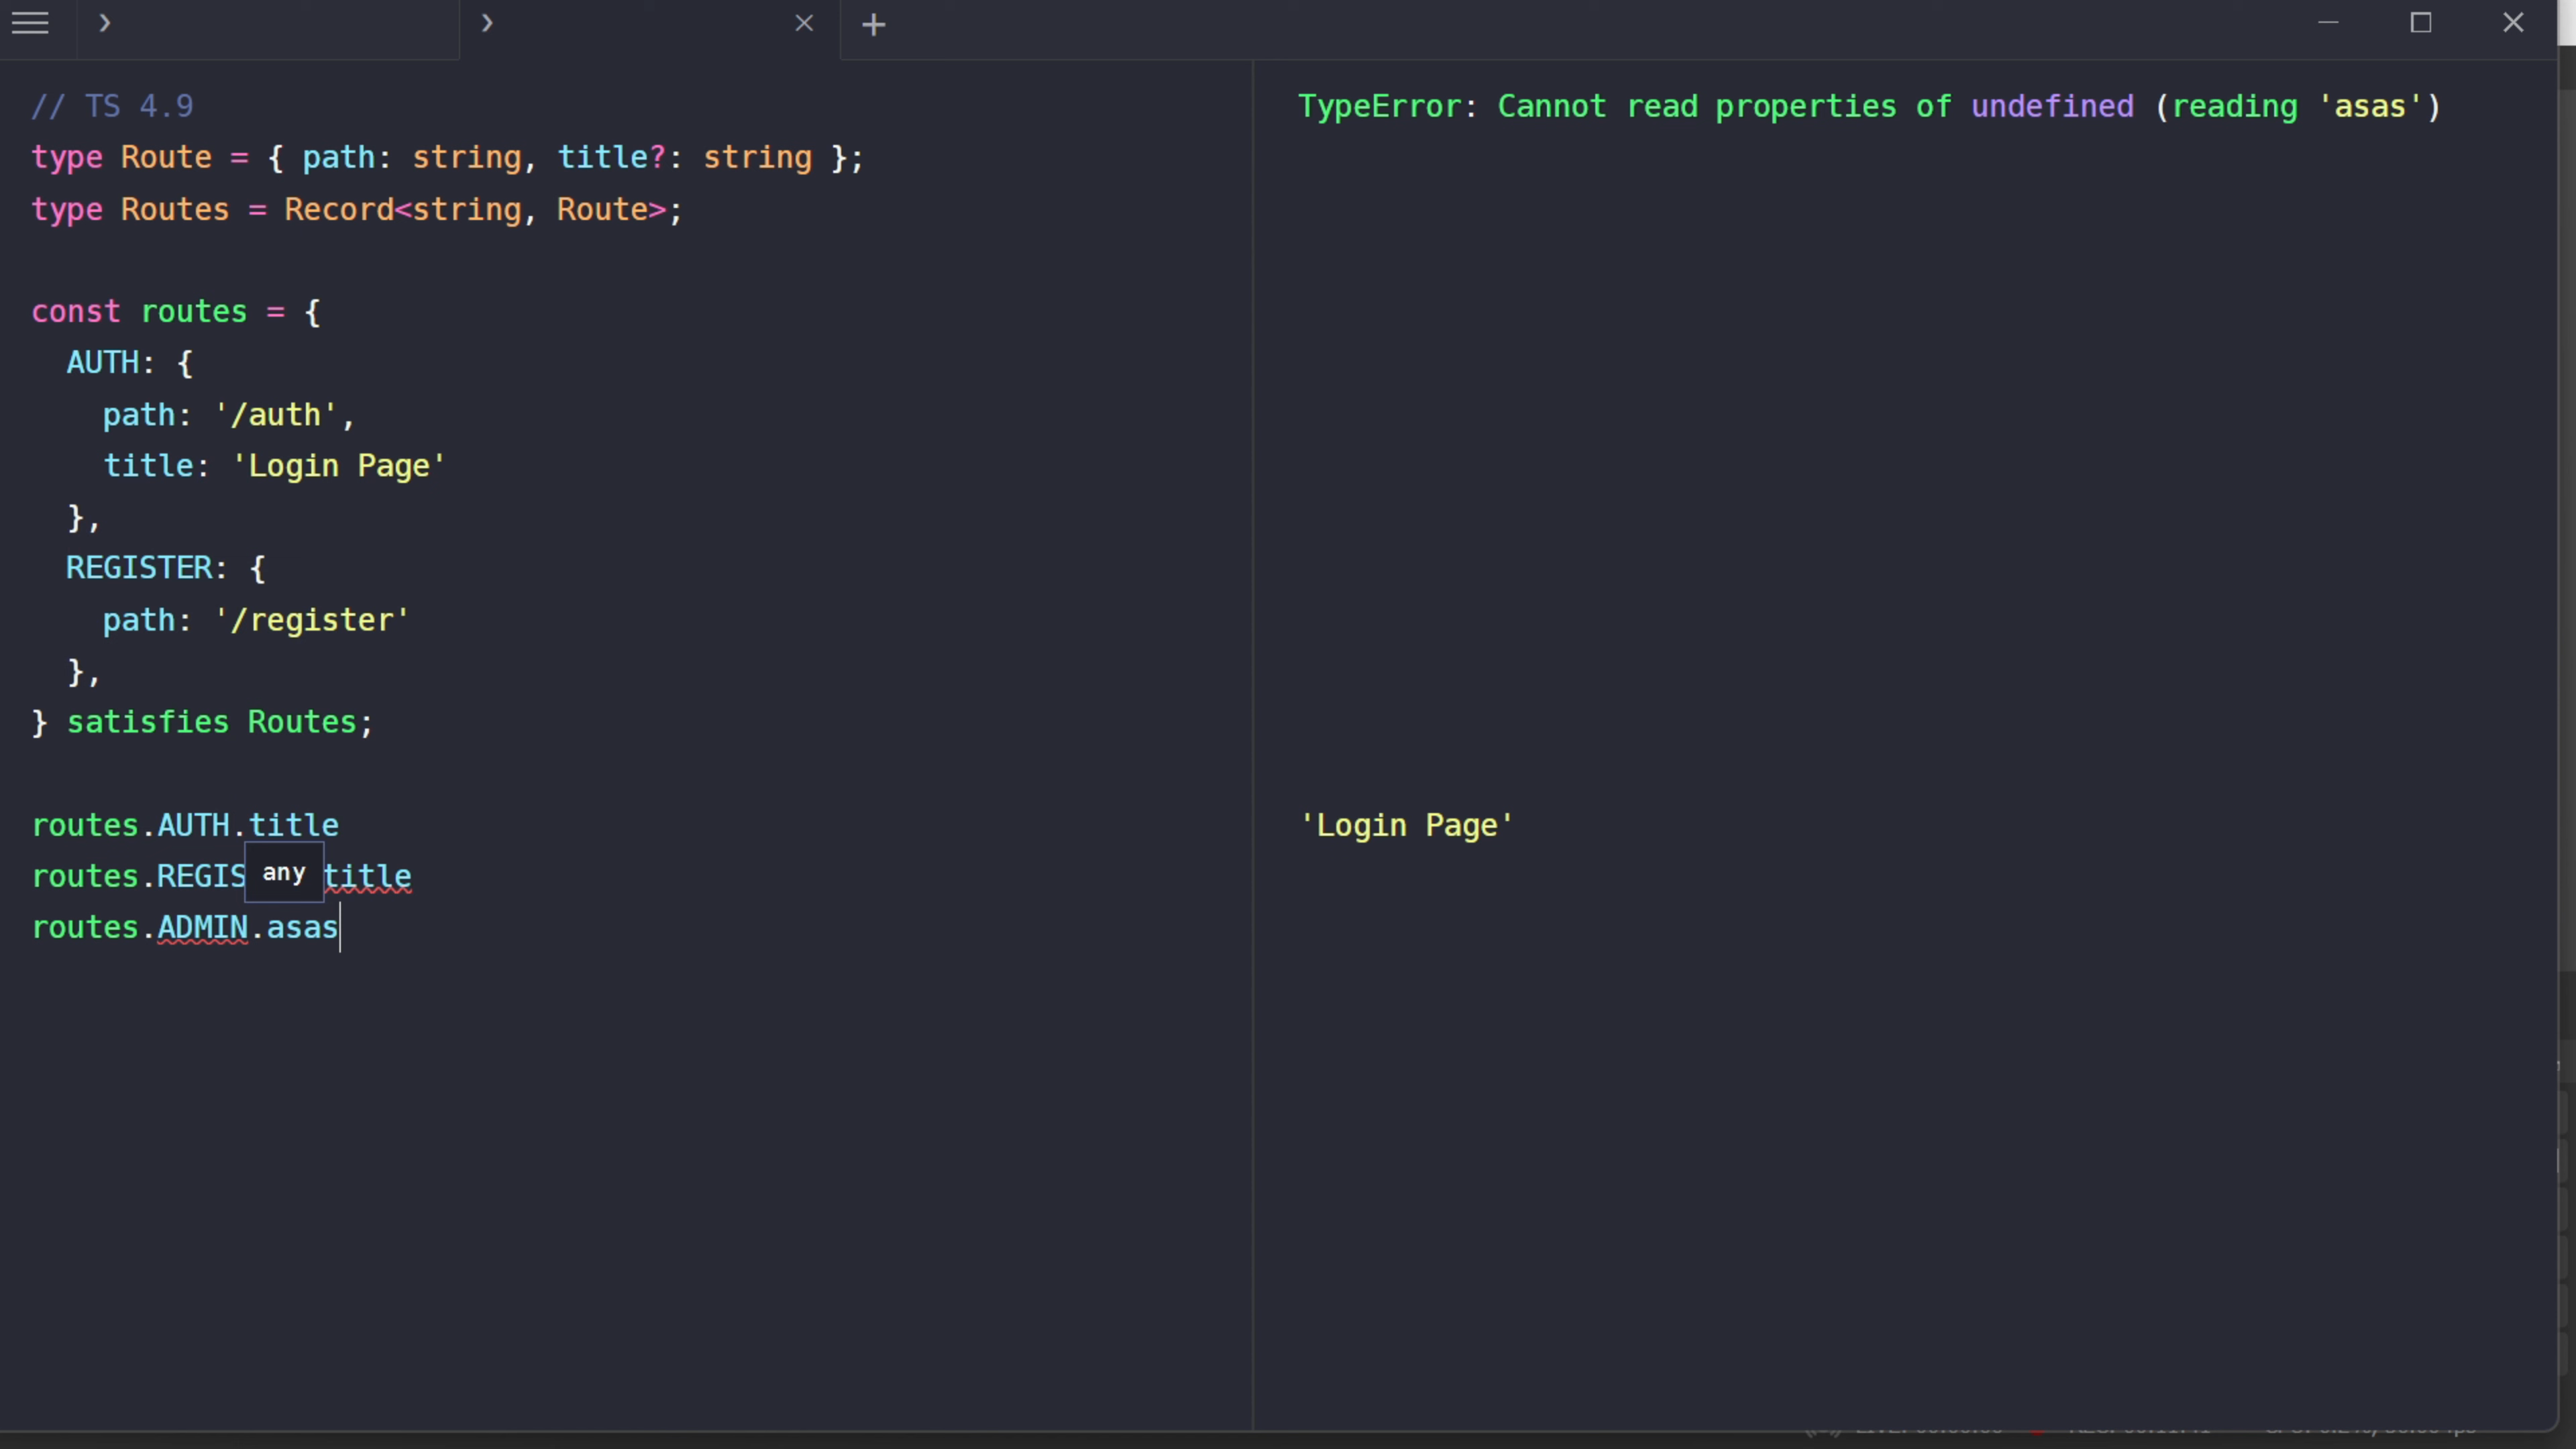 // TS 4.9
type Route = { path: string, title?: string };
type Routes = Record<string, Route>;
const routes = {
AUTH: {
path: '/auth',
title: 'Login Page'
},
REGISTER: {
path: '/register'
},
} satisfies Routes;
routes.AUTH.title
routes.REGIS
any
title
routes.ADMIN.asas
TypeError: Cannot read properties of undefined (reading 'asas')
'Login Page'